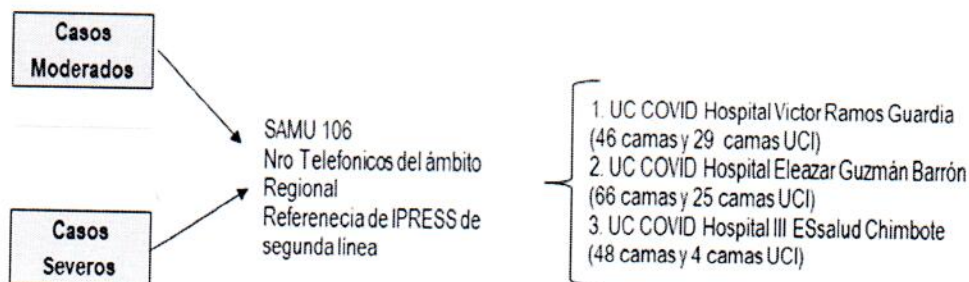 Casos
Moderados
Casos
Severos
SAMU 106
Nro Telefonicos del ámbito
Regional
Referenecia de IPRESS de
segunda línea
1. UC COVID Hospital Victor Ramos Guardia
(46 camas y 29 camas UCI)
2. UC COVID Hospital Eleazar Guzmán Barrón
(66 camas y 25 camas UCI)
3. UC COVID Hospital III ESsalud Chimbote
(48 camas y 4 camas UCI)